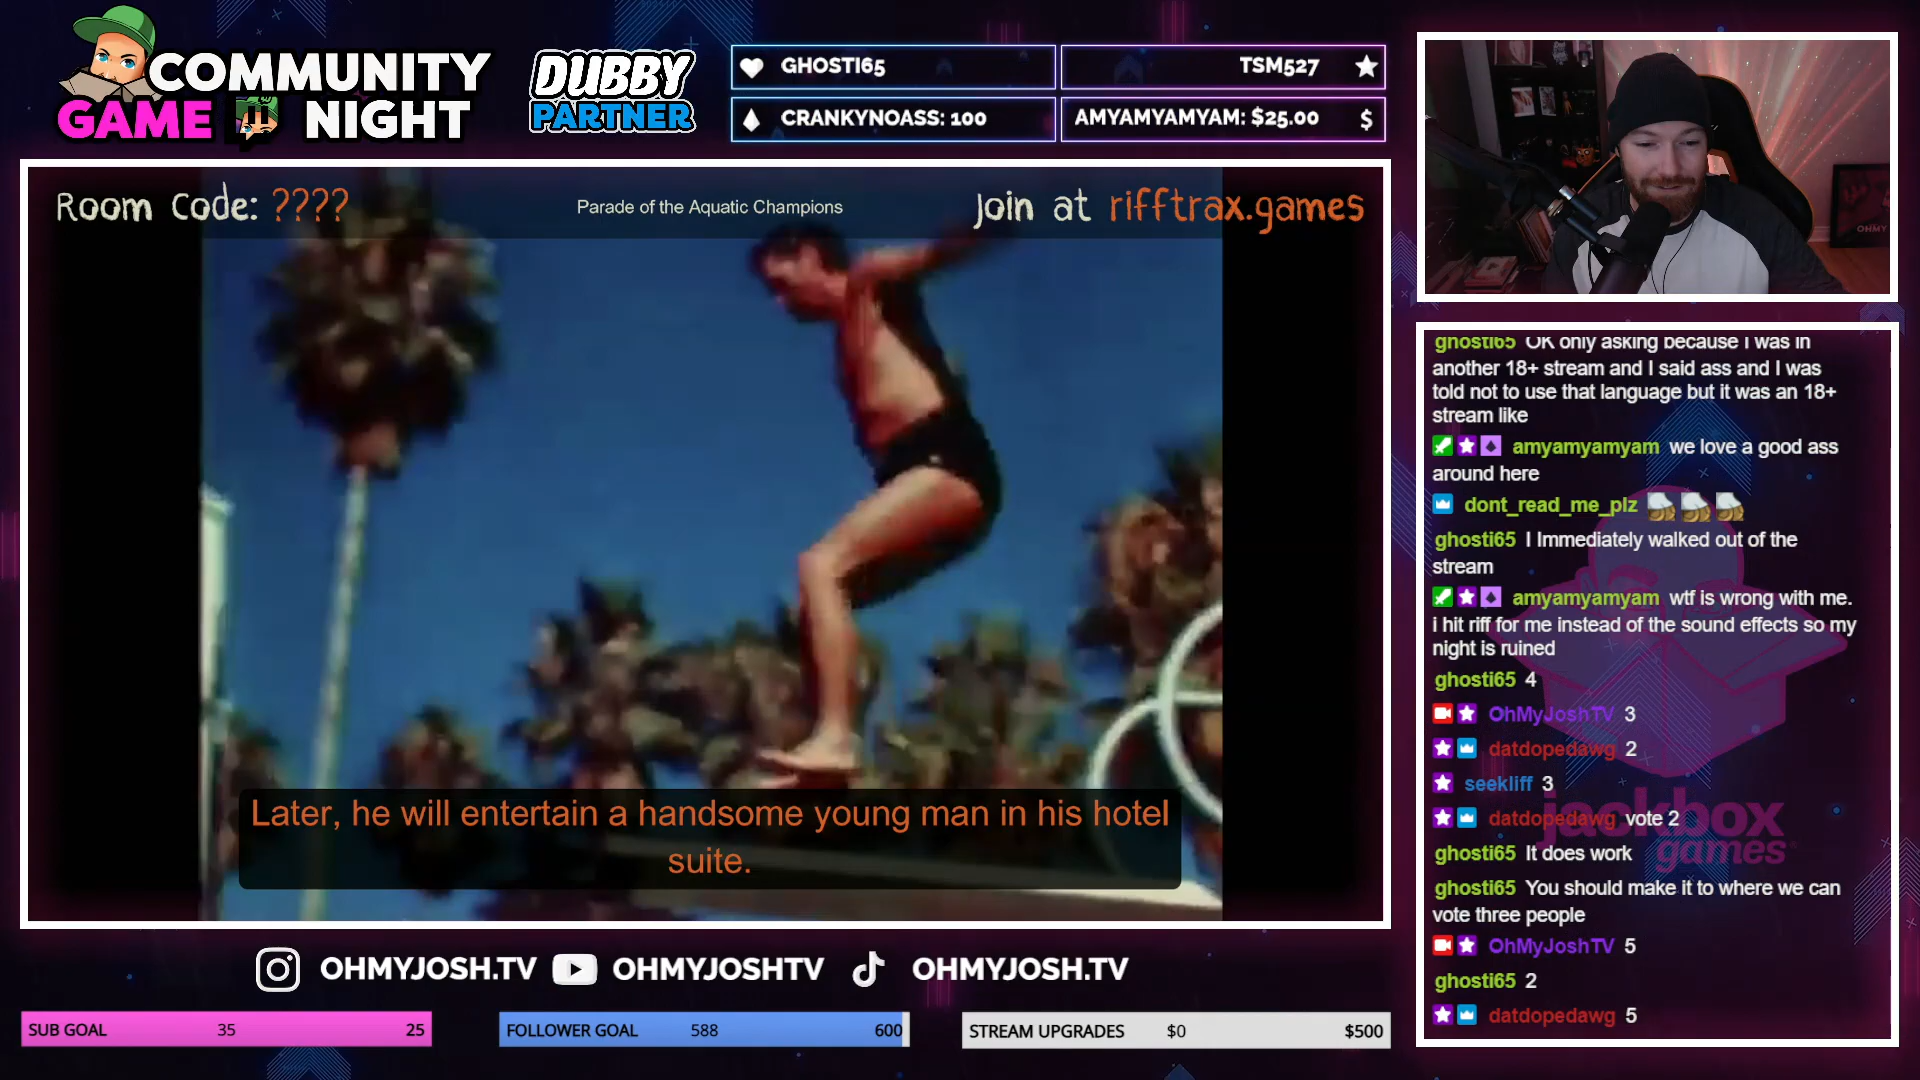 COMMUNITY
GAME NIGHT
DUBBY
PARTNER
GHOSTI65
TSM527
CRANKYNOASS: 100
AMYAMYAMYAM: $25.00
$
Room Code: ????
Parade of the Aquatic Champions
Join at rifftrax.games
Later, he will entertain a handsome young man in his hotel
suite.
OHMYJOSH.TV
OHMYJOSHTV
OHMYJOSH.TV
SUB GOAL 35 25
FOLLOWER GOAL 588 600
STREAM UPGRADES $0 $500
OHMY
ghosti65 OK only asking because I was in
another 18+ stream and I said ass and I was
told not to use that language but it was an 18+
stream like
amyamyamyam we love a good ass
around here
dont_read_me_plz
ghosti65 I Immediately walked out of the
stream
amyamyamyam wtf is wrong with me.
i hit riff for me instead of the sound effects so my
night is ruined
ghosti65 4
OhMyJoshTV 3
datdopedawg 2
seekliff 3
datdopedawg vote 2
ghosti65 It does work
ghosti65 You should make it to where we can
vote three people
OhMyJoshTV 5
ghosti65 2
datdopedawg 5
jackbox
games